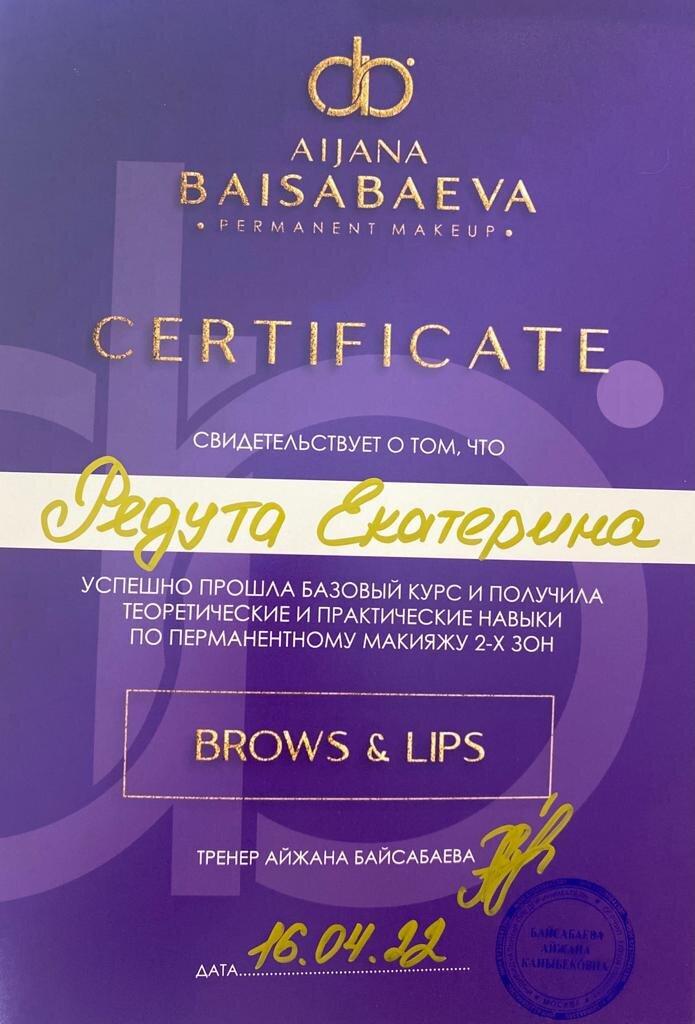 AIJANA
BAISABAEVA
• PERMANENT MAKEUP •
CERTIFICATE
СВИДЕТЕЛЬСТВУЕТ О ТОМ, ЧТО
Редута Екатерина
УСПЕШНО ПРОШЛА БАЗОВЫЙ КУРС И ПОЛУЧИЛА
ТЕОРЕТИЧЕСКИЕ И ПРАКТИЧЕСКИЕ НАВЫКИ
ПО ПЕРМАНЕНТНОМУ МАКИЯЖУ 2-Х ЗОН
BROWS & LIPS
ТРЕНЕР АЙЖАНА БАЙСАБАЕВА
БАЙСАБАЕВА
АЙЖАНА
КАНЫБЕКОВНА
ДАТА 16.04.22